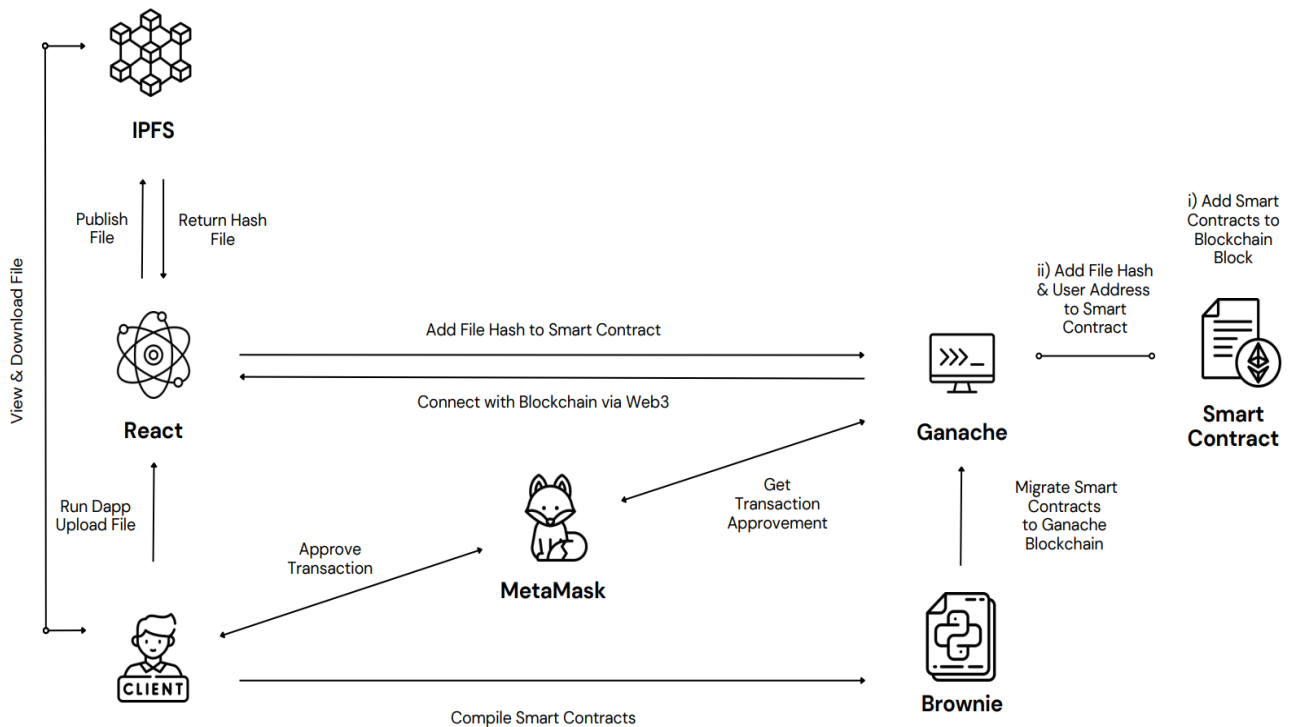 IPFS
Publish
File
Return Hash
File
View & Download File
i) Add Smart
Contracts to
Blockchain
Block
ii) Add File Hash
& User Address
to Smart
Contract
Add File Hash to Smart Contract
Connect with Blockchain via Web3
React
Ganache
Smart
Contract
Run Dapp
Upload File
Get
Transaction
Approvement
Migrate Smart
Contracts
to Ganache
Blockchain
Approve
Transaction
MetaMask
CLIENT
Brownie
Compile Smart Contracts